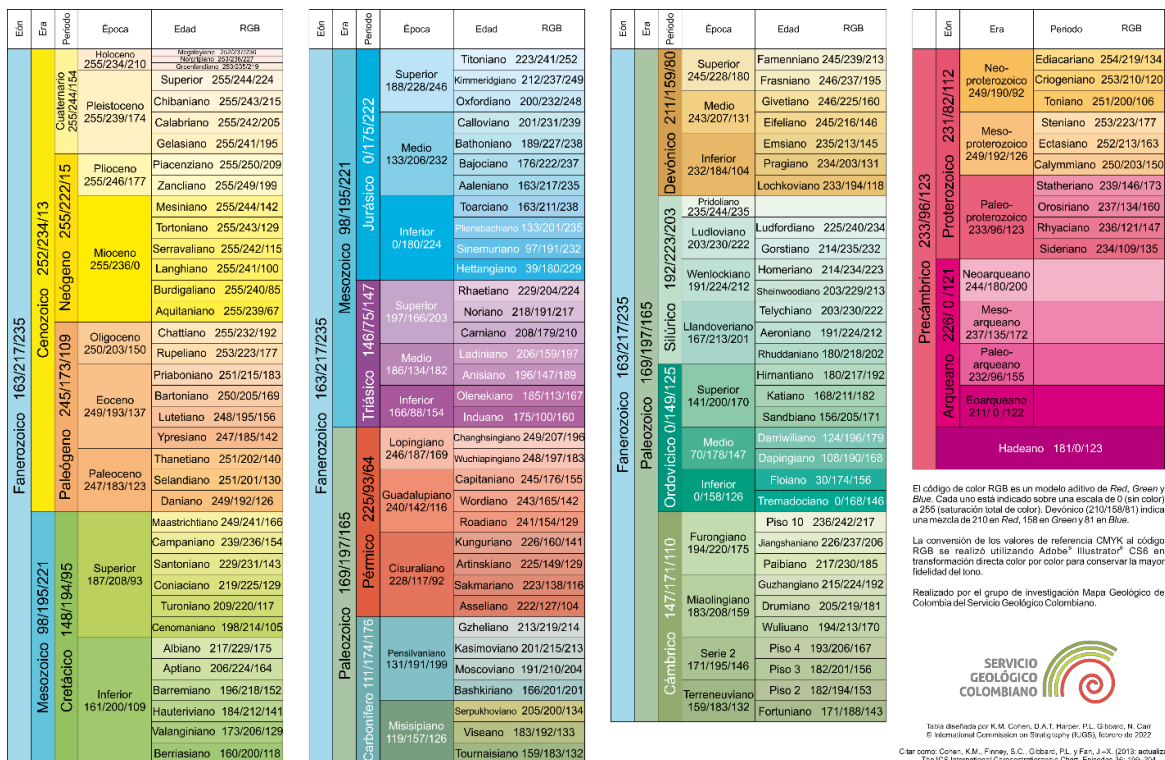 Eón Era Periodo Época Edad RGB
Fanerozoico 163/217/235
Cenozoico 252/234/13
Cuaternario
255/244/154
Holoceno
255/234/210
Pleistoceno
255/239/174
Superior 255/244/224
Chibaniano 255/243/215
Calabriano 255/242/205
Gelasiano 255/241/195
Neógeno 255/222/15
Plioceno
255/246/177
Piacenziano 255/250/209
Zancliano 255/249/199
Mioceno
255/236/0
Mesiniano 255/244/142
Tortoniano 255/243/129
Serravaliano 255/242/115
Langhiano 255/241/100
Burdigaliano 255/240/85
Aquitaniano 255/239/67
Paleógeno 245/173/109
Oligoceno
250/203/150
Chattiano 255/232/192
Rupeliano 253/223/177
Eoceno
249/193/137
Priaboniano 251/215/183
Bartoniano 250/205/169
Lutetiano 248/195/156
Ypresiano 247/185/142
Paleoceno
247/183/123
Thanetiano 251/202/140
Selandiano 251/201/130
Daniano 249/192/126
Mesozoico 98/195/221
Cretácico 148/194/95
Superior
187/208/93
Maastrichtiano 249/241/166
Campaniano 239/236/154
Santoniano 229/231/143
Coniaciano 219/225/129
Turoniano 209/220/117
Cenomaniano 198/214/105
Inferior
161/200/109
Albiano 217/229/175
Aptiano 206/224/164
Barremiano 196/218/152
Hauteriviano 184/212/141
Valanginiano 173/206/129
Berriasiano 160/200/118
Eón Era Periodo Época Edad RGB
Fanerozoico 163/217/235
Mesozoico 98/195/221
Jurásico 0/175/222
Superior
188/228/246
Titoniano 223/241/252
Kimmeridgiano 212/237/249
Oxfordiano 200/232/248
Medio
133/206/232
Calloviano 201/231/239
Bathoniano 189/227/238
Bajociano 176/222/237
Aaleniano 163/217/235
Inferior
0/180/224
Toarciano 163/211/238
Pliensbachiano 133/201/235
Sinemuriano 97/191/232
Hettangiano 39/180/229
Triásico 146/75/147
Superior
197/166/203
Rhaetiano 229/204/224
Noriano 218/191/217
Carniano 208/179/210
Medio
186/134/182
Ladiniano 206/159/197
Anisiano 196/147/189
Inferior
166/88/154
Olenekiano 185/113/167
Induano 175/100/160
Paleozoico 169/197/165
Pérmico 225/93/64
Lopingiano
246/187/169
Changhsingiano 249/207/196
Wuchiapingiano 248/197/183
Guadalupiano
240/142/116
Capitaniano 245/176/155
Wordiano 243/165/142
Roadiano 241/154/129
Cisuraliano
228/117/92
Kunguriano 226/160/141
Artinskiano 225/149/129
Sakmariano 223/138/116
Asseliano 222/127/104
Carbonífero 111/174/176
Pensilvaniano
131/191/199
Gzheliano 213/219/214
Kasimoviano 201/215/213
Moscoviano 191/210/204
Bashkiriano 166/201/201
Misisipiano
119/157/126
Serpukhoviano 205/200/134
Viseano 183/192/133
Tournaisiano 159/183/132
Eón Era Periodo Época Edad RGB
Fanerozoico 163/217/235
Paleozoico 169/197/165
Devónico 211/159/80
Superior
245/228/180
Famenniano 245/239/213
Frasniano 246/237/195
Medio
243/207/131
Givetiano 246/225/160
Eifeliano 245/216/146
Inferior
232/184/104
Emsiano 235/213/145
Pragiano 234/203/131
Lochkoviano 233/194/118
Silúrico 192/223/203
Pridoliano
235/244/235
Ludloviano
203/230/222
Ludfordiano 225/240/234
Gorstiano 214/235/232
Wenlockiano
191/224/212
Homeriano 214/234/223
Sheinwoodiano 203/229/213
Llandoveriano
167/213/201
Telychiano 203/230/222
Aeroniano 191/224/212
Rhuddaniano 180/218/202
Ordovícico 0/149/125
Superior
141/200/170
Hirnantiano 180/217/192
Katiano 168/211/182
Sandbiano 156/205/171
Medio
70/178/147
Darriwiliano 124/196/179
Dapingiano 108/190/168
Inferior
0/158/126
Floiano 30/174/156
Tremadociano 0/168/146
Cámbrico 147/171/110
Furongiano
194/220/175
Piso 10 236/242/217
Jiangshaniano 226/237/206
Paibiano 217/230/185
Miaolingiano
183/208/159
Guzhangiano 215/224/192
Drumiano 205/219/181
Wuliuano 194/213/170
Serie 2
171/195/146
Piso 4 193/206/167
Piso 3 182/201/156
Terreneuviano
159/183/132
Piso 2 182/194/153
Fortuniano 171/188/143
Eón Era Periodo RGB
Precámbrico 233/96/123
Proterozoico 231/82/112
Neo-
proterozoico
249/190/92
Ediacariano 254/219/134
Criogeniano 253/210/120
Toniano 251/200/106
Meso-
proterozoico
249/192/126
Steniano 253/223/177
Ectasiano 252/213/163
Calymmiano 250/203/150
Paleo-
proterozoico
233/96/123
Statheriano 239/146/173
Orosiriano 237/134/160
Rhyaciano 236/121/147
Sideriano 234/109/135
Arqueano 226/ 0 /121
Neoarqueano
244/180/200
Meso-
arqueano
237/135/172
Paleo-
arqueano
232/96/155
Eoarqueano
211/ 0 /122
Hadeano 181/0/123
El código de color RGB es un modelo aditivo de Red, Green y
Blue. Cada uno está indicado sobre una escala de 0 (sin color)
a 255 (saturación total de color). Devónico (210/158/81) indica
una mezcla de 210 en Red, 158 en Green y 81 en Blue.
La conversión de los valores de referencia CMYK al código
RGB se realizó utilizando Adobe® Illustrator® CS6 en
transformación directa color por color para conservar la mayor
fidelidad del tono.
Realizado por el grupo de investigación Mapa Geológico de
Colombia del Servicio Geológico Colombiano.
SERVICIO
GEOLÓGICO
COLOMBIANO
Tabla diseñada por K.M. Cohen, D.A.T. Harper, P.L. Gibbard, N. Carr
© International Commission on Stratigraphy (IUGS), febrero de 2022
Citar como: Cohen, K.M., Finney, S.C., Gibbard, P.L. y Fan, J.-X. (2013; actualiz